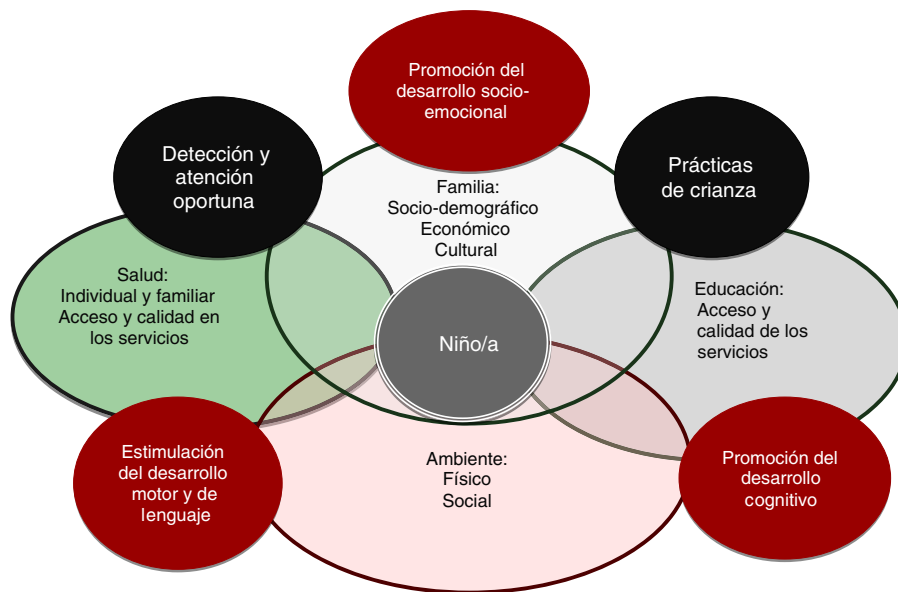 Promoción del
desarrollo socio-
emocional
Detección y
atención
oportuna
Prácticas
de crianza
Familia:
Socio-demográfico
Económico
Cultural
Salud:
Individual y familiar
Acceso y calidad en
los servicios
Educación:
Acceso y
calidad de los
servicios
Niño/a
Estimulación
del desarrollo
motor y de
lenguaje
Ambiente:
Físico
Social
Promoción del
desarrollo
cognitivo